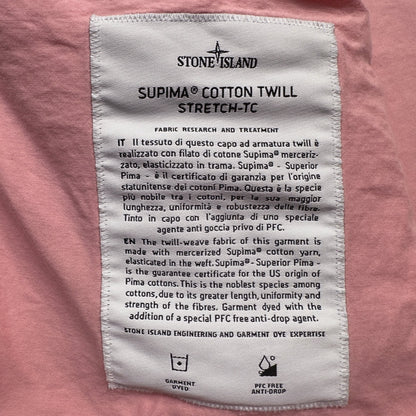 STONE ISLAND
SUPIMA® COTTON TWILL
STRETCH-TC
FABRIC RESEARCH AND TREATMENT
IT Il tessuto di questo capo ad armatura twill è
realizzato con filato di cotone Supima® merceriz-
zato, elasticizzato in trama. Supima® - Superior
Pima - è il certificato di garanzia per l'origine
statunitense dei cotoni Pima. Questa è la specie
più nobile tra i cotoni, per la sua maggior
lunghezza, uniformità e robustezza delle fibre.
Tinto in capo con l'aggiunta di uno speciale
agente anti goccia privo di PFC.
EN The twill-weave fabric of this garment is
made with mercerized Supima® cotton yarn,
elasticated in the weft. Supima® - Superior Pima -
is the guarantee certificate for the US origin of
Pima cottons. This is the noblest species among
cottons, due to its greater length, uniformity and
strength of the fibres. Garment dyed with the
addition of a special PFC free anti-drop agent.
STONE ISLAND ENGINEERING AND GARMENT DYE EXPERTISE
GARMENT
DYED
PFC FREE
ANTI-DROP